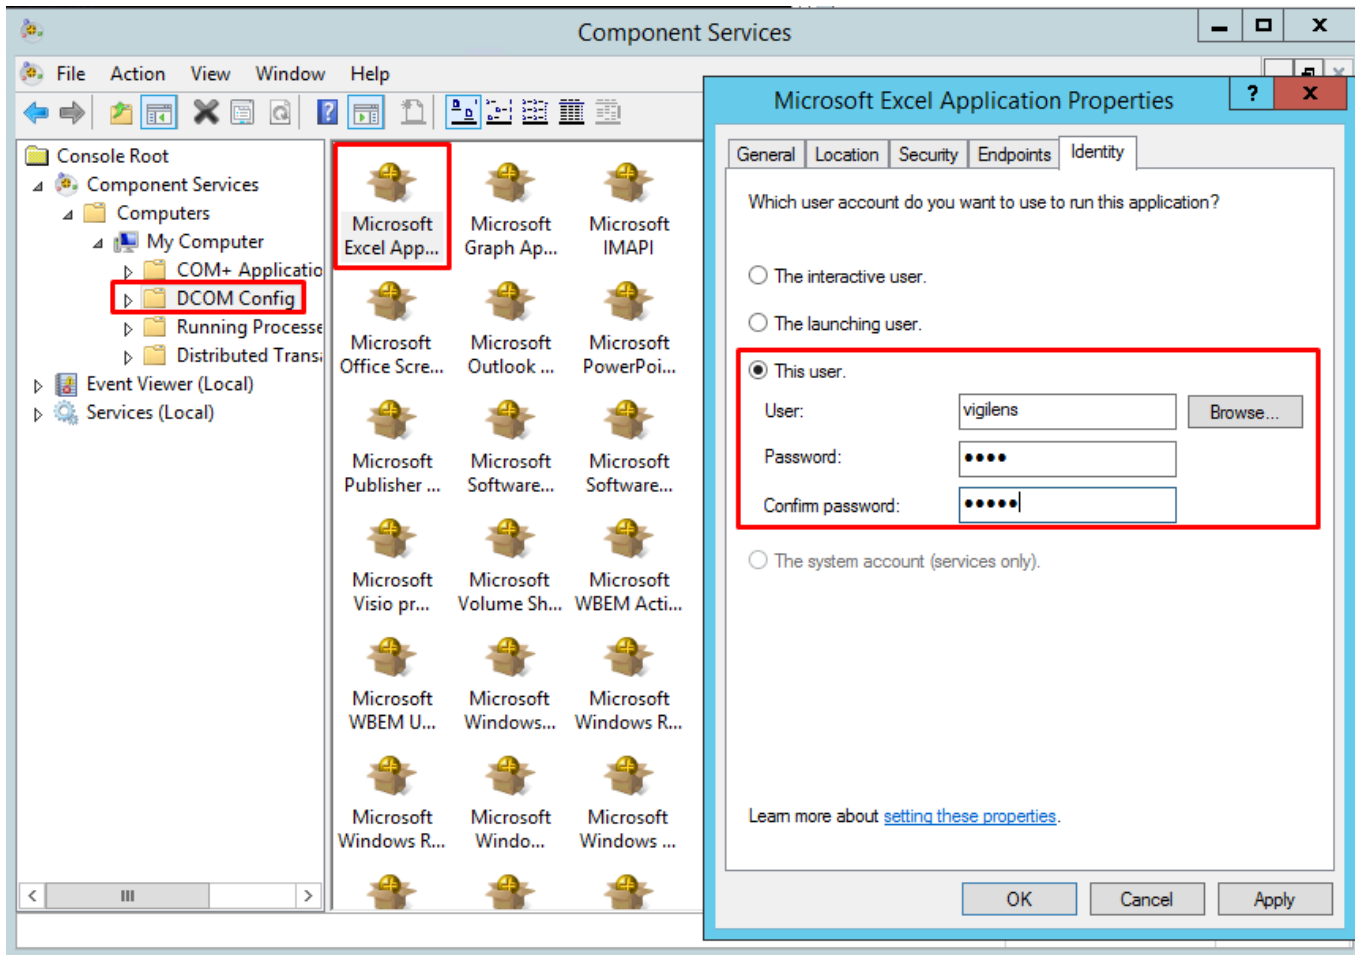 Component Services
File Action View Window Help
Console Root
Component Services
Computers
My Computer
COM+ Applicatio
DCOM Config
Running Processe
Distributed Trans
Event Viewer (Local)
Services (Local)
Microsoft Excel App...
Microsoft Graph Ap...
Microsoft IMAPI
Microsoft Office Scre...
Microsoft Outlook ...
Microsoft PowerPoi...
Microsoft Publisher ...
Microsoft Software...
Microsoft Software...
Microsoft Visio pr...
Microsoft Volume Sh...
Microsoft WBEM Acti...
Microsoft WBEM U...
Microsoft Windows...
Microsoft Windows R...
Microsoft Windows R...
Microsoft Windo...
Microsoft Windows ...
Microsoft Excel Application Properties
General Location Security Endpoints Identity
Which user account do you want to use to run this application?
The interactive user.
The launching user.
This user.
User: vigilens Browse...
Password:
Confirm password:
The system account (services only).
Learn more about setting these properties.
OK Cancel Apply